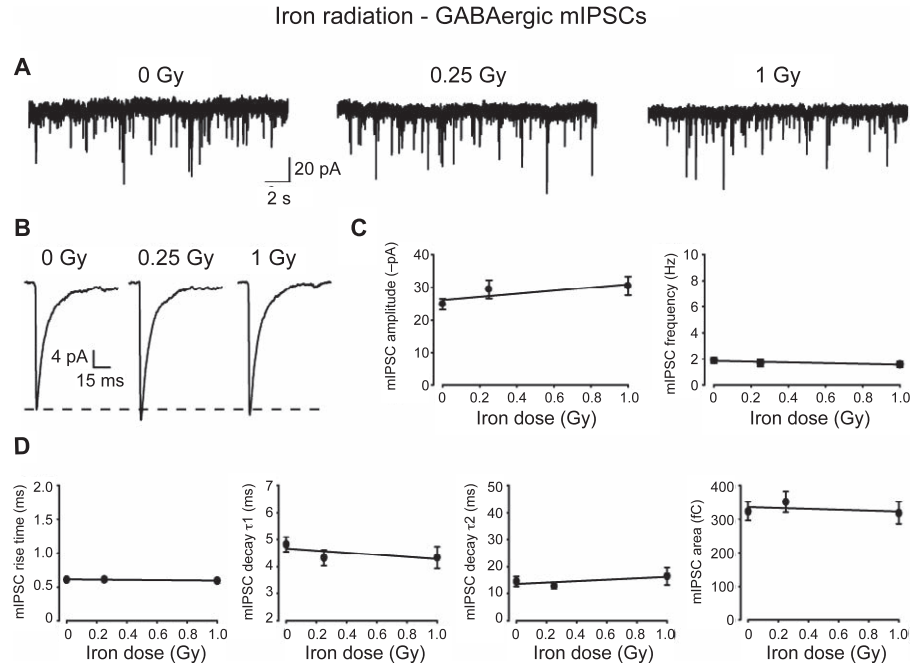 Iron radiation - GABAergic mIPSCs
A
0 Gy
0.25 Gy
1 Gy
20 pA
2 s
B
0 Gy
0.25 Gy
1 Gy
4 pA
15 ms
C
mIPSC amplitude (–pA)
40
30
20
10
0
0
0.2
0.4
0.6
0.8
1.0
Iron dose (Gy)
mIPSC frequency (Hz)
10
8
6
4
2
0
0
0.2
0.4
0.6
0.8
1.0
Iron dose (Gy)
D
mIPSC rise time (ms)
2.0
1.5
1.0
0.5
0
0
0.2
0.4
0.6
0.8
1.0
Iron dose (Gy)
mIPSC decay τ1 (ms)
7
6
5
4
3
2
0
0.2
0.4
0.6
0.8
1.0
Iron dose (Gy)
mIPSC decay τ2 (ms)
50
40
30
20
10
0
0
0.2
0.4
0.6
0.8
1.0
Iron dose (Gy)
mIPSC area (fC)
400
300
200
100
0
0
0.2
0.4
0.6
0.8
1.0
Iron dose (Gy)